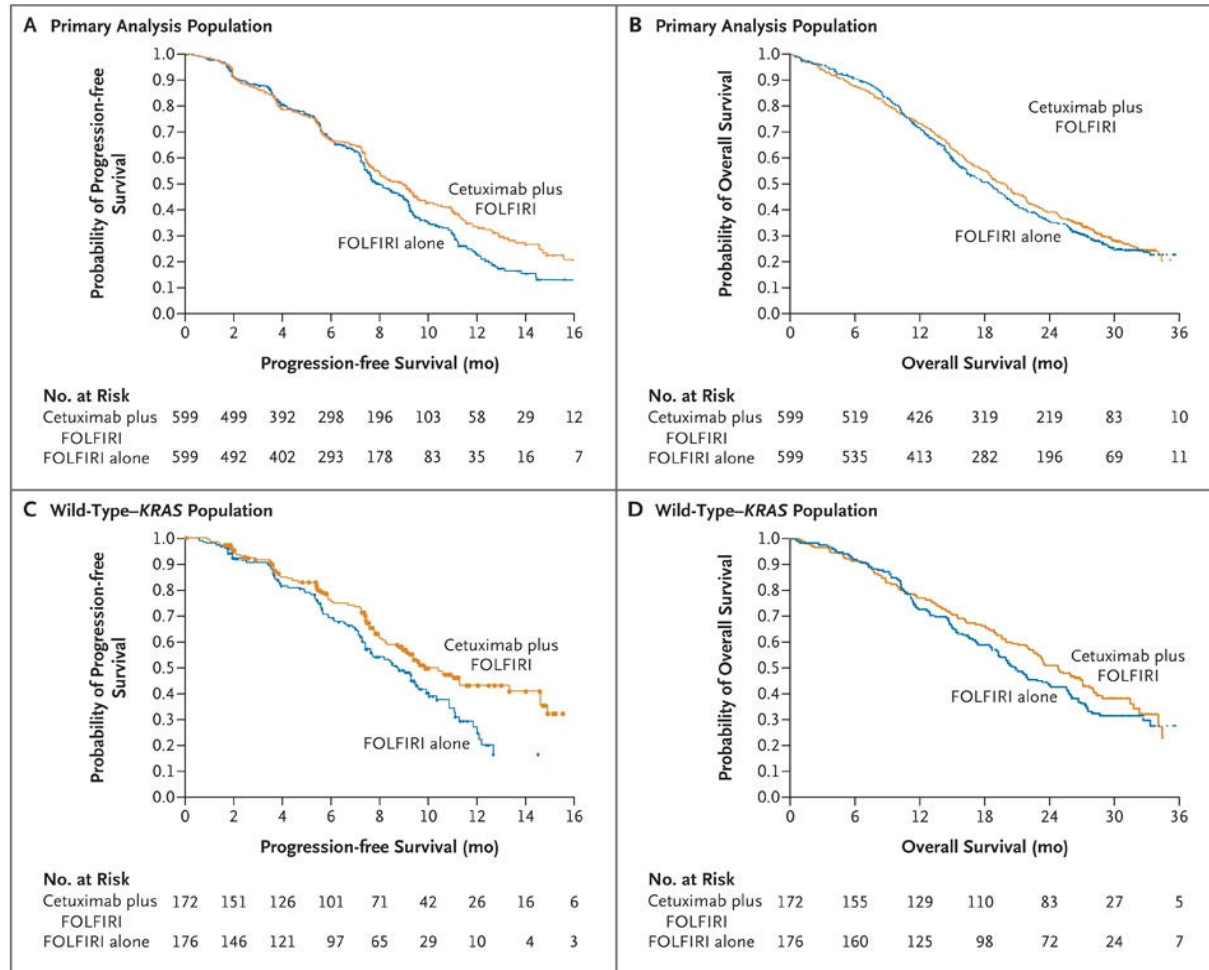 A Primary Analysis Population
1.0
0.9
0.8
0.7
0.6
0.5
0.4
0.3
0.2
0.1
0.0
Probability of Progression-free
Survival
Cetuximab plus
FOLFIRI
FOLFIRI alone
0 2 4 6 8 10 12 14 16
Progression-free Survival (mo)
No. at Risk
Cetuximab plus 599 499 392 298 196 103 58 29 12
FOLFIRI
FOLFIRI alone 599 492 402 293 178 83 35 16 7
B Primary Analysis Population
1.0
0.9
0.8
0.7
0.6
0.5
0.4
0.3
0.2
0.1
0.0
Probability of Overall Survival
Cetuximab plus
FOLFIRI
FOLFIRI alone
0 6 12 18 24 30 36
Overall Survival (mo)
No. at Risk
Cetuximab plus 599 519 426 319 219 83 10
FOLFIRI
FOLFIRI alone 599 535 413 282 196 69 11
C Wild-Type–KRAS Population
1.0
0.9
0.8
0.7
0.6
0.5
0.4
0.3
0.2
0.1
0.0
Probability of Progression-free
Survival
Cetuximab plus
FOLFIRI
FOLFIRI alone
0 2 4 6 8 10 12 14 16
Progression-free Survival (mo)
No. at Risk
Cetuximab plus 172 151 126 101 71 42 26 16 6
FOLFIRI
FOLFIRI alone 176 146 121 97 65 29 10 4 3
D Wild-Type–KRAS Population
1.0
0.9
0.8
0.7
0.6
0.5
0.4
0.3
0.2
0.1
0.0
Probability of Overall Survival
Cetuximab plus
FOLFIRI
FOLFIRI alone
0 6 12 18 24 30 36
Overall Survival (mo)
No. at Risk
Cetuximab plus 172 155 129 110 83 27 5
FOLFIRI
FOLFIRI alone 176 160 125 98 72 24 7